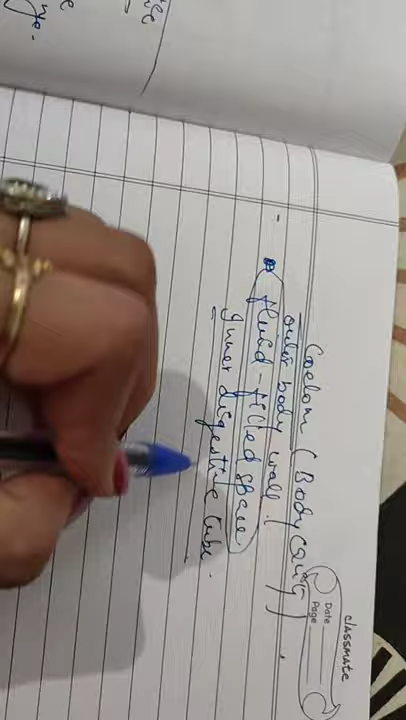 classmate
Date
Page
Coelom (Body cavity)
outer body wall
fluid-filled space
Inner digestive tube.